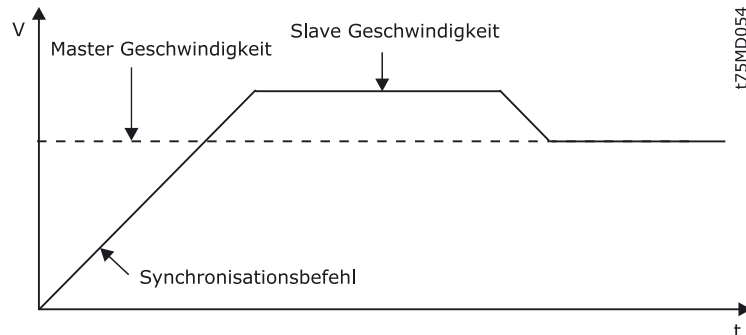 V
Master Geschwindigkeit
Slave Geschwindigkeit
t75MD054
Synchronisationsbefehl
t